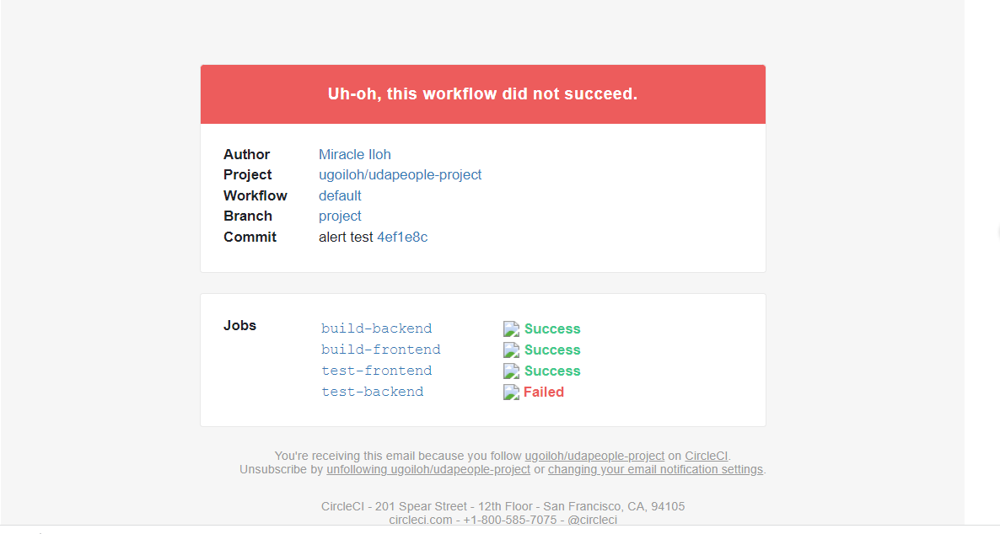 Uh-oh, this workflow did not succeed.
Author Miracle Iloh
Project ugoiloh/udapeople-project
Workflow default
Branch project
Commit alert test 4ef1e8c
Jobs build-backend Success
build-frontend Success
test-frontend Success
test-backend Failed
You're receiving this email because you follow ugoiloh/udapeople-project on CircleCI.
Unsubscribe by unfollowing ugoiloh/udapeople-project or changing your email notification settings.
CircleCI - 201 Spear Street - 12th Floor - San Francisco, CA, 94105
circleci.com - +1-800-585-7075 - @circleci